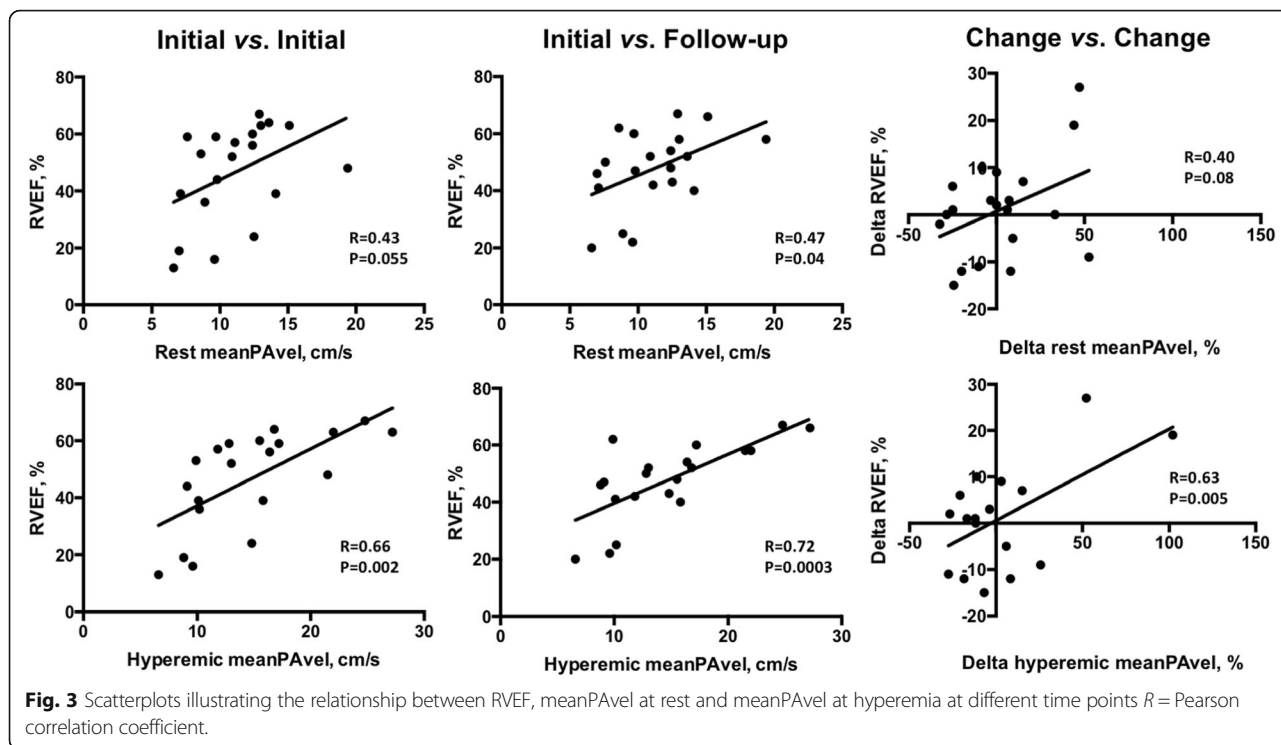 Initial vs. Initial
Initial vs. Follow-up
Change vs. Change
80
60
40
20
0
RVEF, %
0
5
10
15
20
25
Rest meanPAvel, cm/s
R=0.43
P=0.055
80
60
40
20
0
RVEF, %
0
5
10
15
20
25
Rest meanPAvel, cm/s
R=0.47
P=0.04
30
20
10
-10
-20
Delta RVEF, %
-50
50
100
150
Delta rest meanPAvel, %
R=0.40
P=0.08
80
60
40
20
0
RVEF, %
0
10
20
30
Hyperemic meanPAvel, cm/s
R=0.66
P=0.002
80
60
40
20
0
RVEF, %
0
10
20
30
Hyperemic meanPAvel, cm/s
R=0.72
P=0.0003
30
20
10
-10
-20
Delta RVEF, %
-50
50
100
150
Delta hyperemic meanPAvel, %
R=0.63
P=0.005
Fig. 3 Scatterplots illustrating the relationship between RVEF, meanPAvel at rest and meanPAvel at hyperemia at different time points R = Pearson
correlation coefficient.